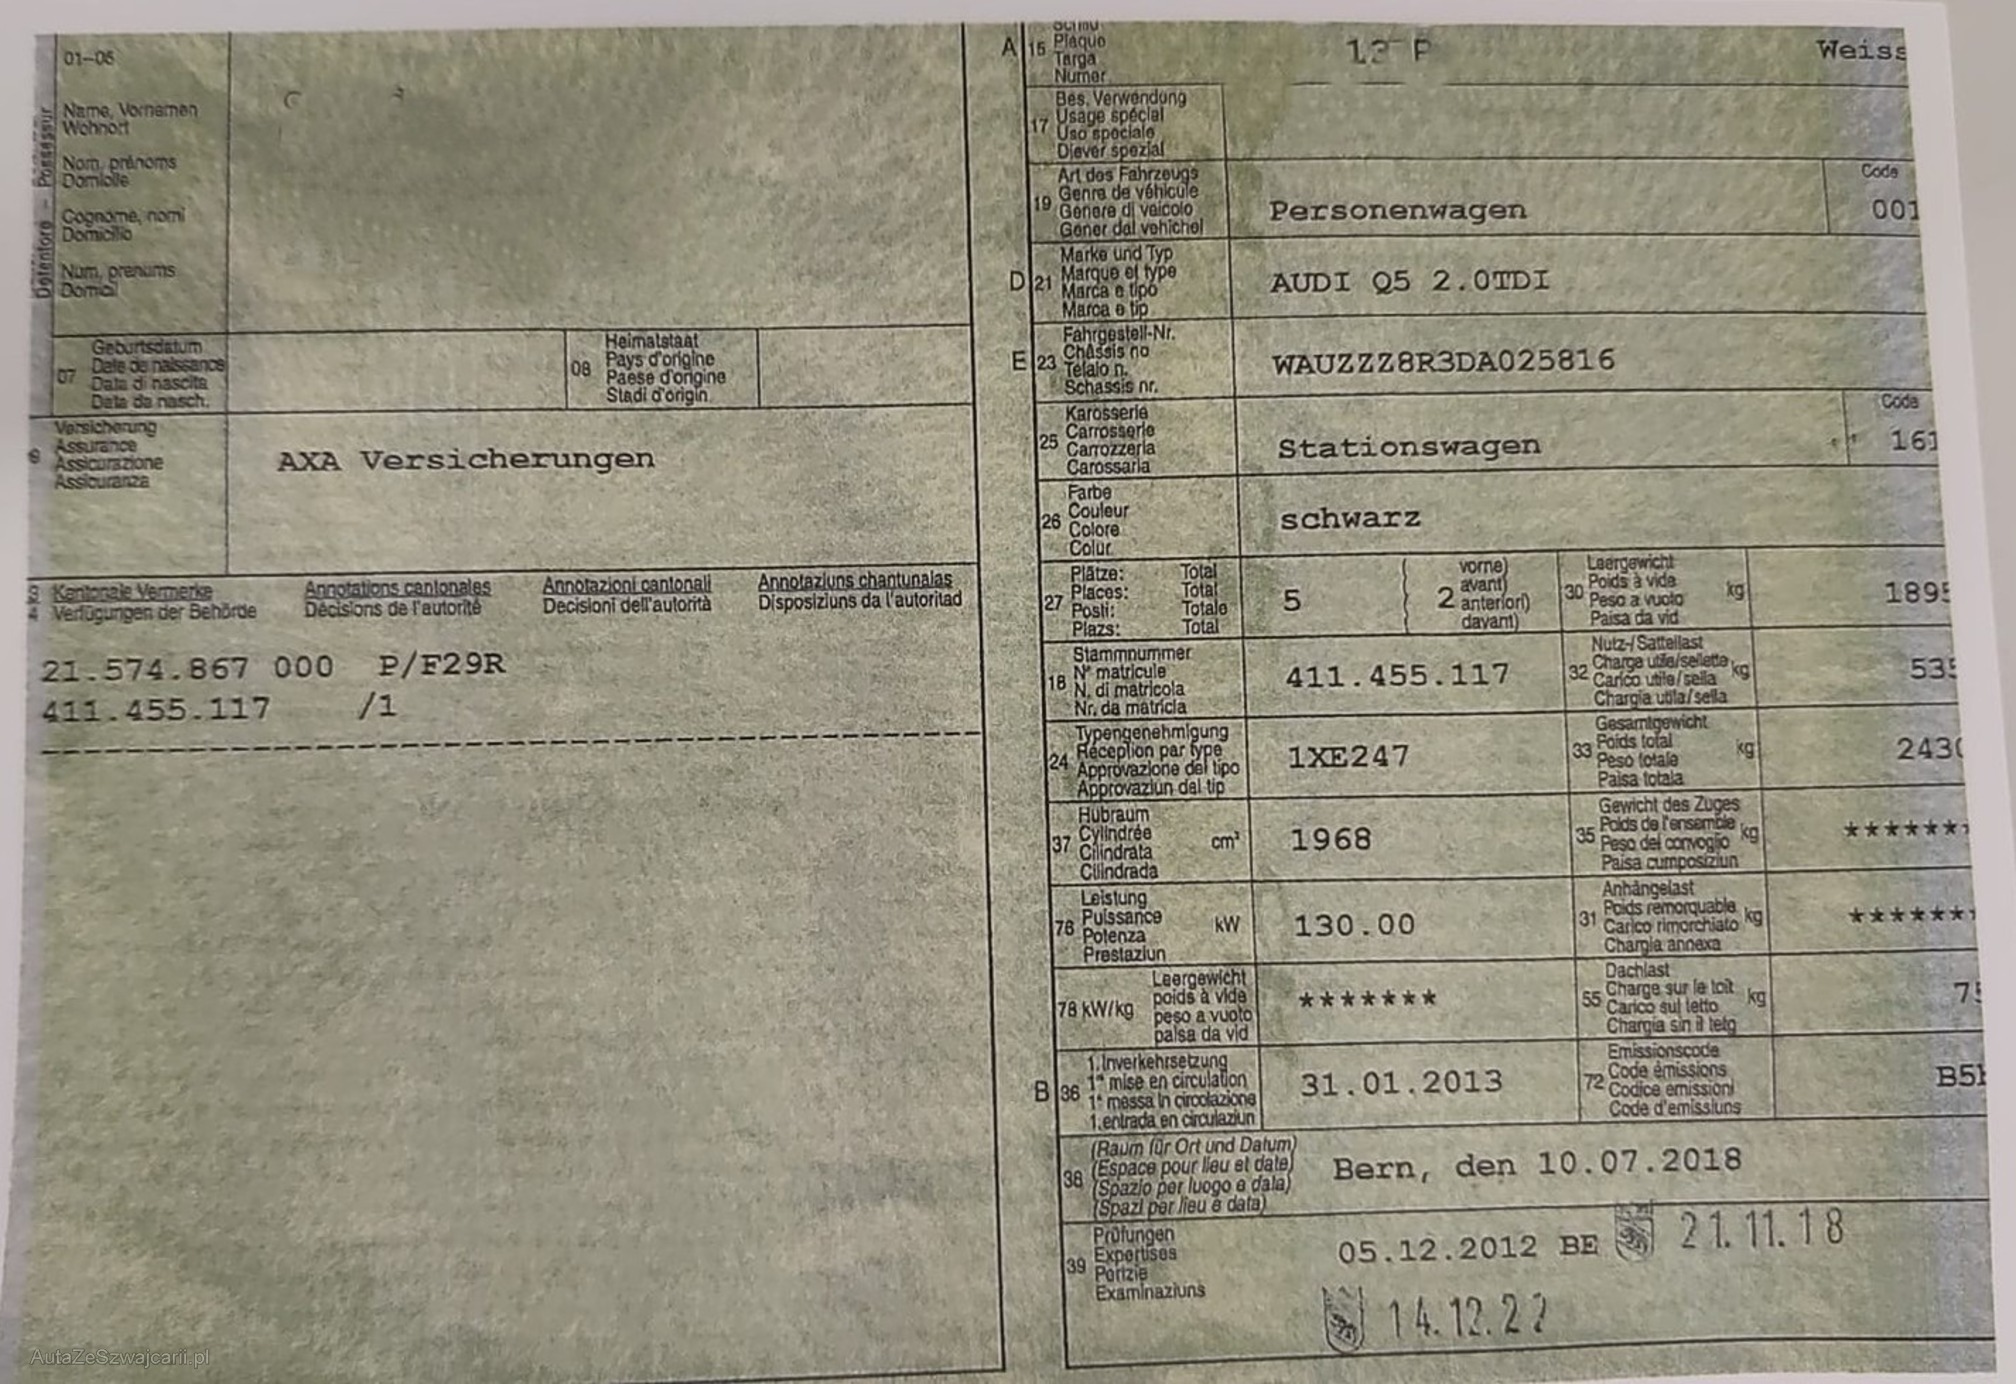 01–06
Detentore – Possessur
Name, Vornamen
Wohnort
Nom, prénoms
Domicile
Cognome, nomi
Domicilio
Num, prenums
Domicil
07
Geburtsdatum
Date de naissance
Data di nascita
Data da nasch.
08
Heimatstaat
Pays d'origine
Paese d'origine
Stadi d'origin
9
Versicherung
Assurance
Assicurazione
Assicuranza
AXA Versicherungen
Kantonale Vermerke Annotations cantonales Annotazioni cantonali Annotaziuns chantunalas
Verfügungen der Behörde Décisions de l'autorité Decisioni dell'autorità Disposiziuns da l'autoritad
21.574.867 000 P/F29R
411.455.117 /1
A 15
Plaque
Targa
Numer
Weiss
17
Bes. Verwendung
Usage spécial
Uso speciale
Diever spezial
19
Art des Fahrzeugs
Genre de véhicule
Genere di veicolo
Gener dal vehichel
Personenwagen
Code
001
D 21
Marke und Typ
Marque et type
Marca e tipo
Marca e tip
AUDI Q5 2.0TDI
E 23
Fahrgestell-Nr.
Châssis no
Telaio n.
Schassis nr.
WAUZZZ8R3DA025816
25
Karosserie
Carrosserie
Carrozzeria
Carossaria
Stationswagen
Code
161
26
Farbe
Couleur
Colore
Colur
schwarz
27
Plätze: Total
Places: Total
Posti: Totale
Plazs: Total
5
2
vorne)
avant)
anteriori)
davant)
30
Leergewicht
Poids à vide
Peso a vuoto
Paisa da vid
kg
1895
18
Stammnummer
N° matricule
N. di matricola
Nr. da matricla
411.455.117
32
Nutz-/Sattellast
Charge utile/sellette
Carico utile/sella
Chargia utila/sella
kg
535
24
Typengenehmigung
Réception par type
Approvazione del tipo
Approvaziun dal tip
1XE247
33
Gesamtgewicht
Poids total
Peso totale
Paisa totala
kg
2430
37
Hubraum
Cylindrée
Cilindrata
Cilindrada
cm³
1968
35
Gewicht des Zuges
Poids de l'ensemble
Peso del convoglio
Paisa cumposiziun
kg
*******
76
Leistung
Puissance
Potenza
Prestaziun
kW
130.00
31
Anhängelast
Poids remorquable
Carico rimorchiato
Chargia annexa
kg
*******
78 kW/kg
Leergewicht
poids à vide
peso a vuoto
paisa da vid
*******
55
Dachlast
Charge sur le toit
Carico sul tetto
Chargia sin il tetg
kg
75
B 36
1. Inverkehrsetzung
1ª mise en circulation
1ª messa in circolazione
1. entrada en circulaziun
31.01.2013
72
Emissionscode
Code émissions
Codice emissioni
Code d'emissiuns
B5
38
(Raum für Ort und Datum)
(Espace pour lieu et date)
(Spazio per luogo e data)
(Spazi per lieu e data)
Bern, den 10.07.2018
39
Prüfungen
Expertises
Perizie
Examinaziuns
05.12.2012 BE 21.11.18
14.12.22
AutaZeSzwajcarii.pl